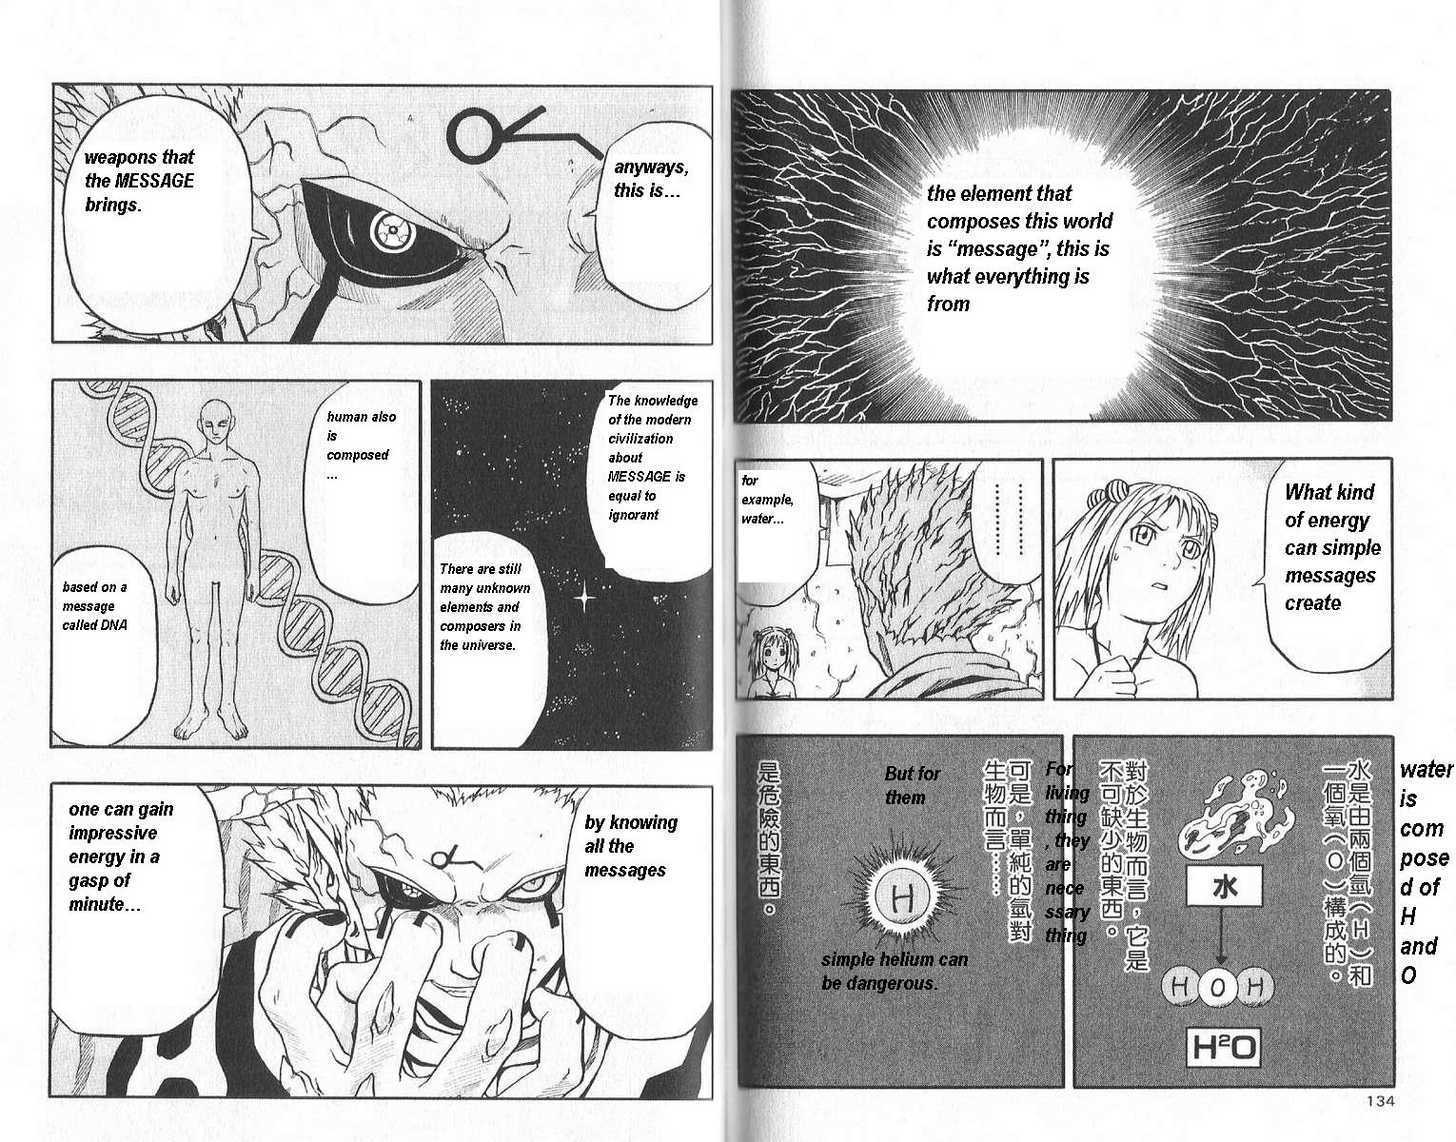 the element that
composes this world
is “message”, this is
what everything is
from
What kind
of energy
can simple
messages
create
for
example,
water...
water
is
com
pose
d of
H
and
O
水是由兩個氫（H）和
一個氧（O）構成的。
水
H O H
H²O
對於生物而言，它是
不可缺少的東西。
For
living
thing
, they
are
nece
ssary
thing
可是，單純的氫對
生物而言……
But for
them
H
simple helium can
be dangerous.
是危險的東西。
134
anyways,
this is...
weapons that
the MESSAGE
brings.
The knowledge
of the modern
civilization
about
MESSAGE is
equal to
ignorant
There are still
many unknown
elements and
composers in
the universe.
human also
is
composed
...
based on a
message
called DNA
by knowing
all the
messages
one can gain
impressive
energy in a
gasp of
minute...